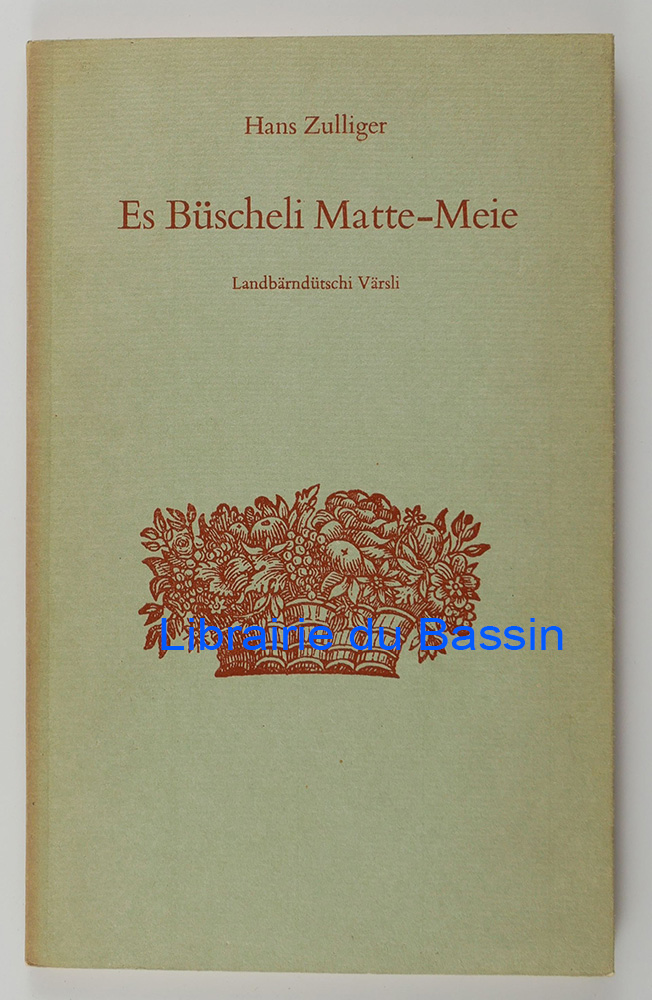 Hans Zulliger
Es Büscheli Matte-Meie
Landbärndütschi Värsli
Librairie du Bassin